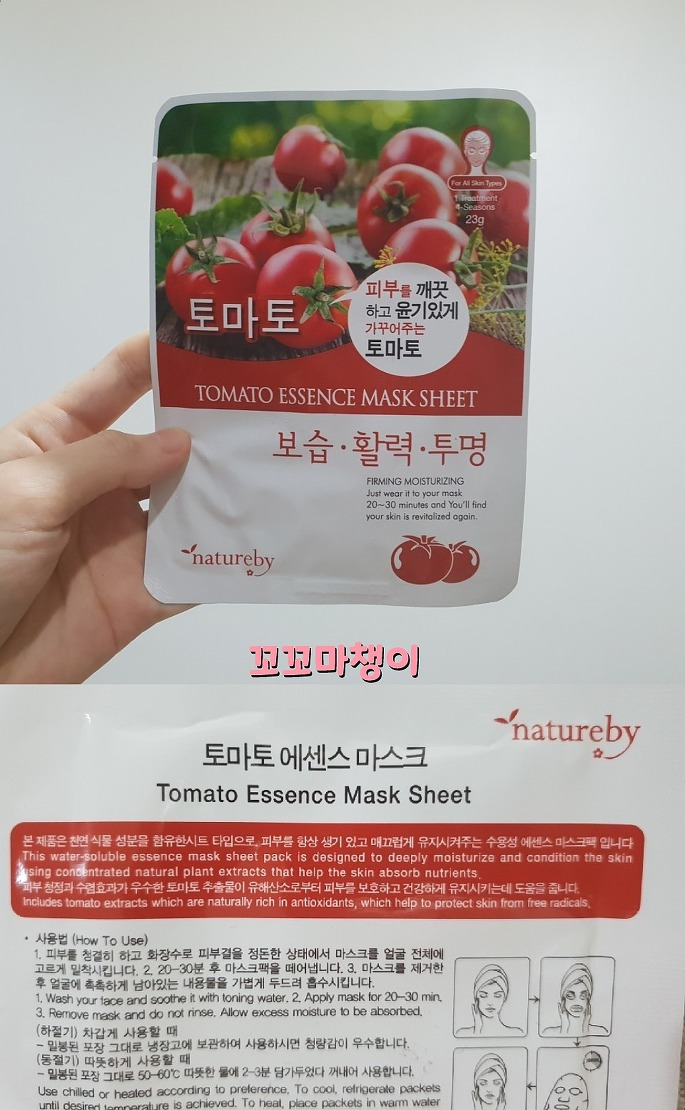 For All Skin Types
1 Treatment
4-Seasons
23g
피부를 깨끗
하고 윤기있게
가꾸어주는
토마토
토마토
TOMATO ESSENCE MASK SHEET
보습·활력·투명
FIRMING MOISTURIZING
Just wear it to your mask
20~30 minutes and You'll find
your skin is revitalized again.
natureby
꼬꼬마챙이
natureby
토마토 에센스 마스크
Tomato Essence Mask Sheet
본 제품은 천연 식물 성분을 함유한시트 타입으로, 피부를 항상 생기 있고 매끄럽게 유지시켜주는 수용성 에센스 마스크팩 입니다
This water-soluble essence mask sheet pack is designed to deeply moisturize and condition the skin
using concentrated natural plant extracts that help the skin absorb nutrients.
피부 청정과 수렴효과가 우수한 토마토 추출물이 유해산소로부터 피부를 보호하고 건강하게 유지시키는데 도움을 줍니다.
Includes tomato extracts which are naturally rich in antioxidants, which help to protect skin from free radicals.
· 사용법 (How To Use)
1. 피부를 청결히 하고 화장수로 피부결을 정돈한 상태에서 마스크를 얼굴 전체에
고르게 밀착시킵니다. 2. 20-30분 후 마스크팩을 떼어냅니다. 3. 마스크를 제거한
후 얼굴에 촉촉하게 남아있는 내용물을 가볍게 두드려 흡수시킵니다.
1. Wash your face and soothe it with toning water. 2. Apply mask for 20-30 min.
3. Remove mask and do not rinse. Allow excess moisture to be absorbed.
(하절기) 차갑게 사용할 때
- 밀봉된 포장 그대로 냉장고에 보관하여 사용하시면 청량감이 우수합니다.
(동절기) 따뜻하게 사용할 때
- 밀봉된 포장 그대로 50-60℃ 따뜻한 물에 2-3분 담가두었다 꺼내어 사용합니다.
Use chilled or heated according to preference. To cool, refrigerate packets
until desired temperature is achieved. To heat, place packets in warm water